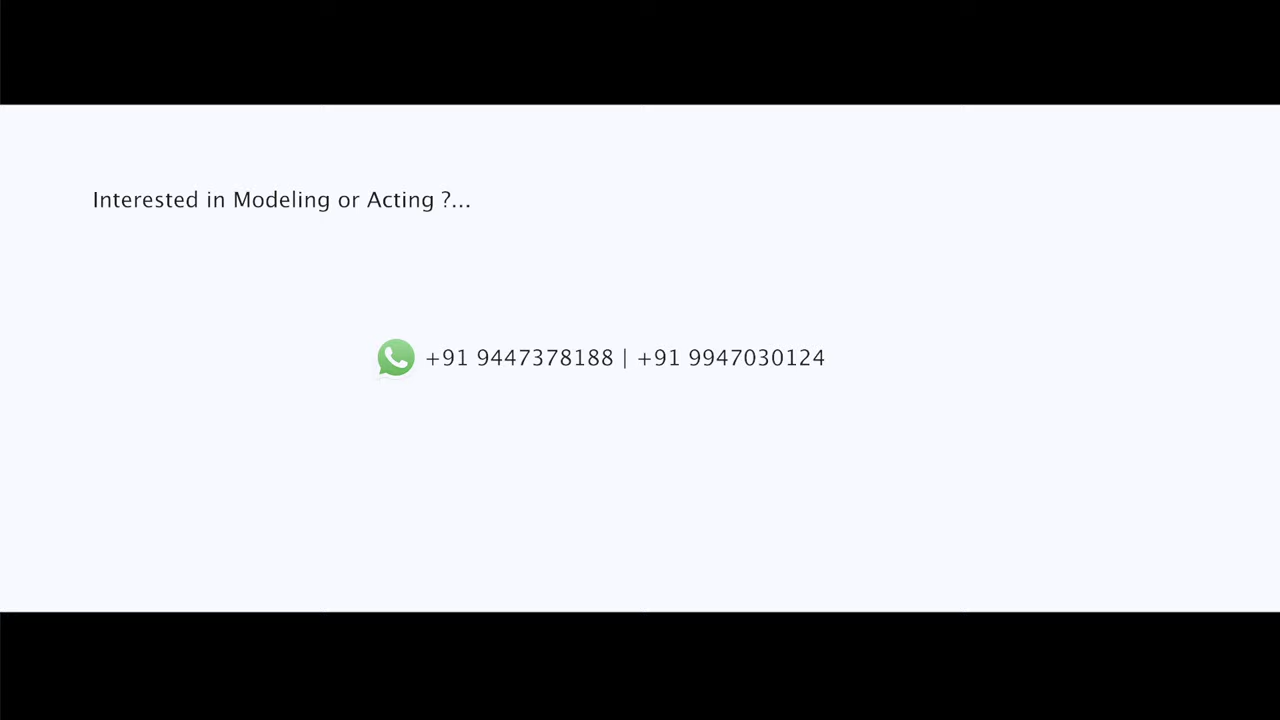 Interested in Modeling or Acting ?...
+91 9447378188 | +91 9947030124